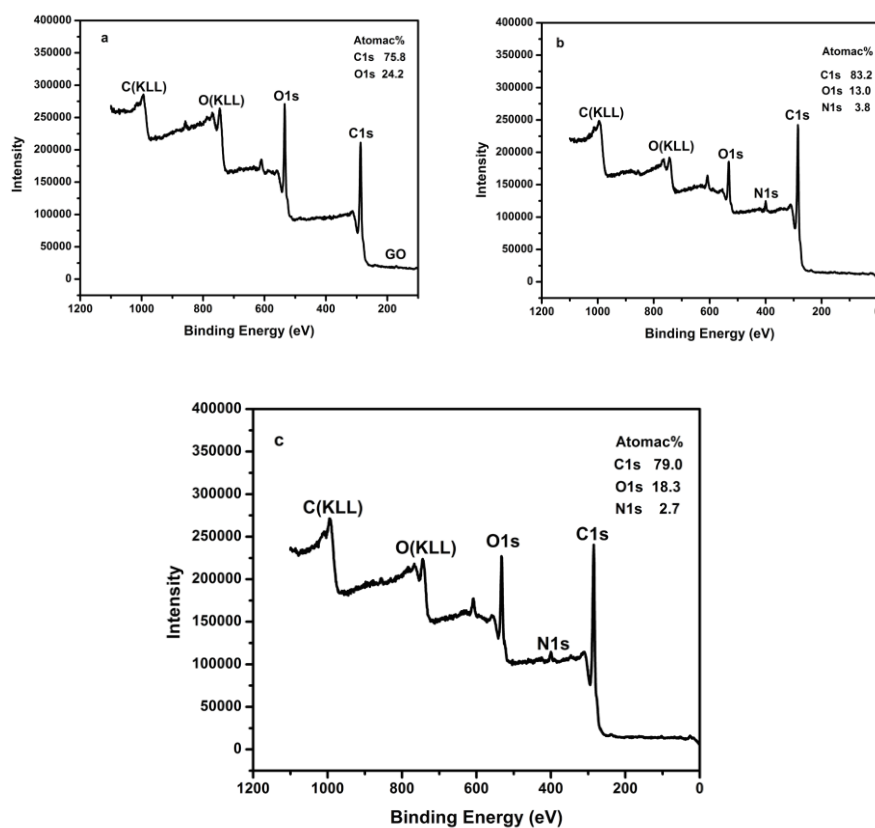 a
Atomac%
C1s 75.8
O1s 24.2
C(KLL)
O(KLL)
O1s
C1s
GO
400000
350000
300000
250000
200000
150000
100000
50000
0
Intensity
1200 1000 800 600 400 200
Binding Energy (eV)
b
Atomac%
C1s 83.2
O1s 13.0
N1s 3.8
C(KLL)
O(KLL)
O1s
N1s
C1s
400000
350000
300000
250000
200000
150000
100000
50000
0
Intensity
1200 1000 800 600 400 200
Binding Energy (eV)
c
Atomac%
C1s 79.0
O1s 18.3
N1s 2.7
C(KLL)
O(KLL)
O1s
N1s
C1s
400000
350000
300000
250000
200000
150000
100000
50000
0
Intensity
1200 1000 800 600 400 200 0
Binding Energy (eV)